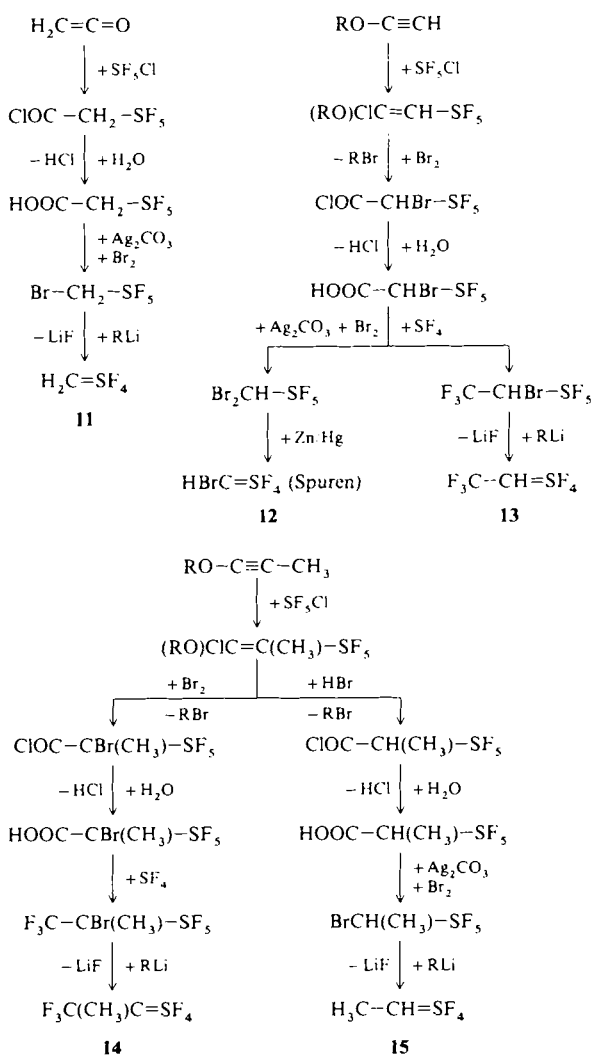 H₂C=C=O
+ SF₅Cl
ClOC−CH₂−SF₅
− HCl + H₂O
HOOC−CH₂−SF₅
+ Ag₂CO₃
+ Br₂
Br−CH₂−SF₅
− LiF + RLi
H₂C=SF₄
11
RO−C≡CH
+ SF₅Cl
(RO)ClC=CH−SF₅
− RBr + Br₂
ClOC−CHBr−SF₅
− HCl + H₂O
HOOC−CHBr−SF₅
+ Ag₂CO₃ + Br₂ + SF₄
Br₂CH−SF₅
+ Zn/Hg
HBrC=SF₄ (Spuren)
12
F₃C−CHBr−SF₅
− LiF + RLi
F₃C−CH=SF₄
13
RO−C≡C−CH₃
+ SF₅Cl
(RO)ClC=C(CH₃)−SF₅
+ Br₂ + HBr
− RBr − RBr
ClOC−CBr(CH₃)−SF₅
− HCl + H₂O
HOOC−CBr(CH₃)−SF₅
+ SF₄
F₃C−CBr(CH₃)−SF₅
− LiF + RLi
F₃C(CH₃)C=SF₄
14
ClOC−CH(CH₃)−SF₅
− HCl + H₂O
HOOC−CH(CH₃)−SF₅
+ Ag₂CO₃
+ Br₂
BrCH(CH₃)−SF₅
− LiF + RLi
H₃C−CH=SF₄
15